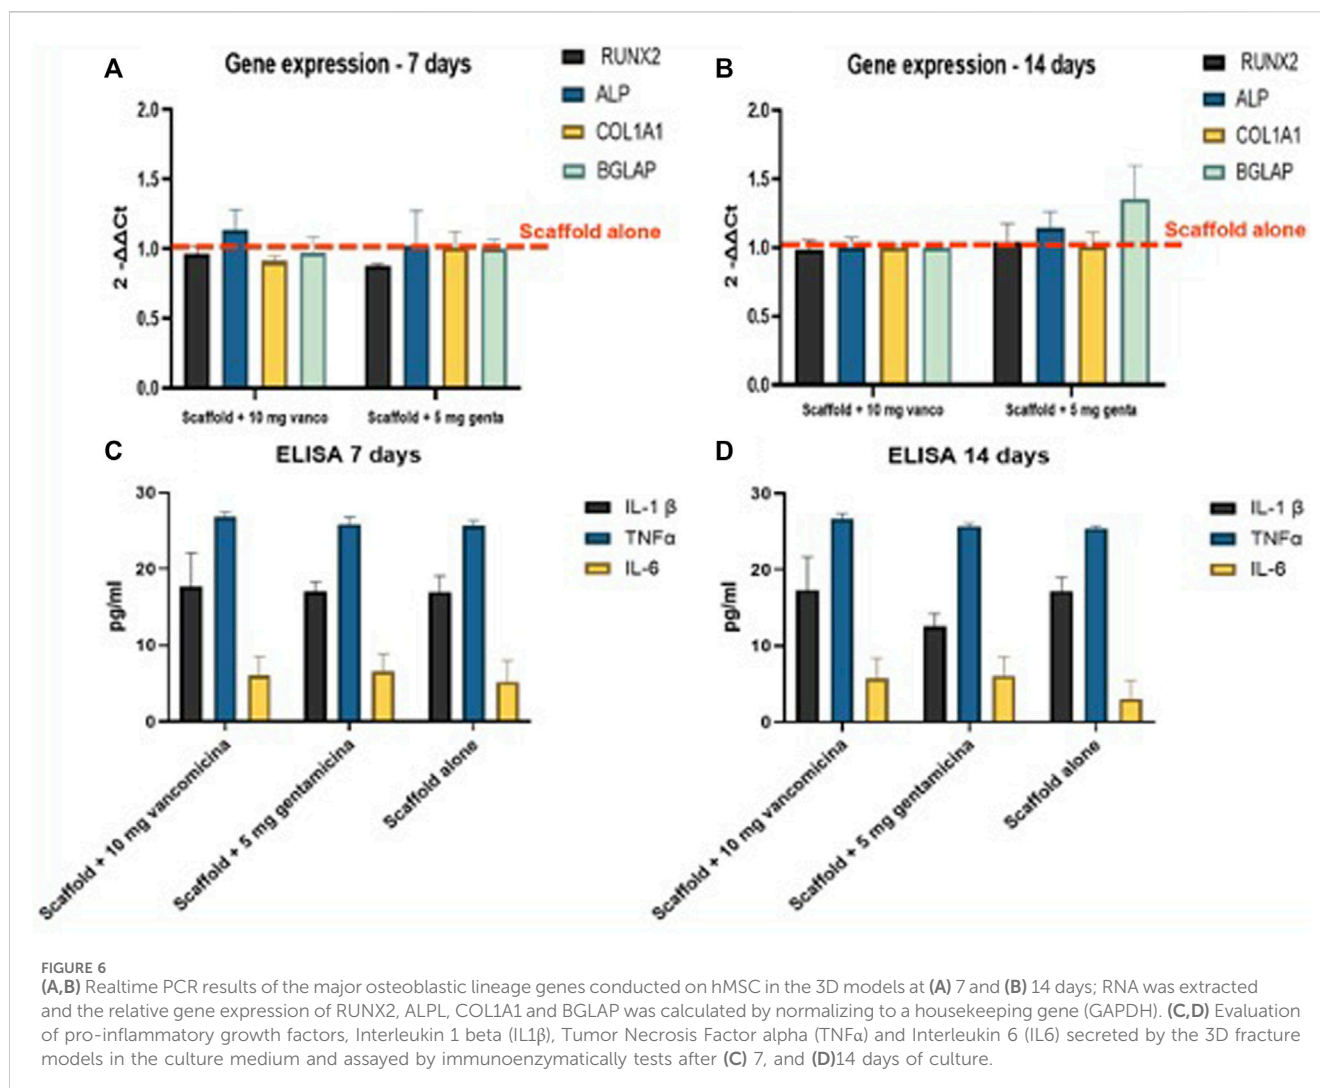 A
Gene expression - 7 days
RUNX2
ALP
COL1A1
BGLAP
2.0
1.5
1.0
0.5
0.0
2 -ΔΔCt
Scaffold alone
Scaffold + 10 mg vanco
Scaffold + 5 mg genta
B
Gene expression - 14 days
RUNX2
ALP
COL1A1
BGLAP
2.0
1.5
1.0
0.5
0.0
2 -ΔΔCt
Scaffold alone
Scaffold + 10 mg vanco
Scaffold + 5 mg genta
C
ELISA 7 days
IL-1 β
TNFα
IL-6
30
20
10
0
pg/ml
Scaffold + 10 mg vancomicina
Scaffold + 5 mg gentamicina
Scaffold alone
D
ELISA 14 days
IL-1 β
TNFα
IL-6
30
20
10
0
pg/ml
Scaffold + 10 mg vancomicina
Scaffold + 5 mg gentamicina
Scaffold alone
FIGURE 6
(A,B) Realtime PCR results of the major osteoblastic lineage genes conducted on hMSC in the 3D models at (A) 7 and (B) 14 days; RNA was extracted
and the relative gene expression of RUNX2, ALPL, COL1A1 and BGLAP was calculated by normalizing to a housekeeping gene (GAPDH). (C,D) Evaluation
of pro-inflammatory growth factors, Interleukin 1 beta (IL1β), Tumor Necrosis Factor alpha (TNFα) and Interleukin 6 (IL6) secreted by the 3D fracture
models in the culture medium and assayed by immunoenzymatically tests after (C) 7, and (D)14 days of culture.